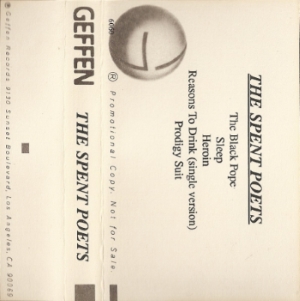 THE SPENT POETS
The Black Pope
Sleep
Heroin
Reasons To Drink (single version)
Prodigy Suit
® Promotional Copy. Not for Sale.
GEFFEN
THE SPENT POETS
Geffen Records 9130 Sunset Boulevard, Los Angeles, CA 90069